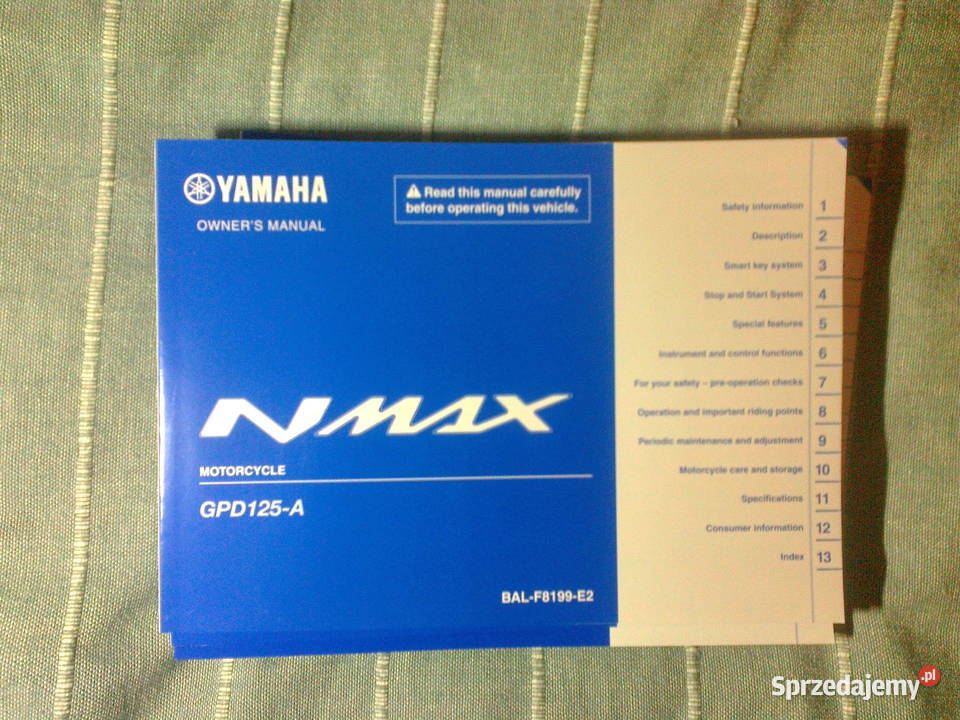 YAMAHA
OWNER'S MANUAL
Read this manual carefully
before operating this vehicle.
NMAX
MOTORCYCLE
GPD125-A
BAL-F8199-E2
Safety information 1
Description 2
Smart key system 3
Stop and Start System 4
Special features 5
Instrument and control functions 6
For your safety – pre-operation checks 7
Operation and important riding points 8
Periodic maintenance and adjustment 9
Motorcycle care and storage 10
Specifications 11
Consumer information 12
Index 13
Sprzedajemy.pl